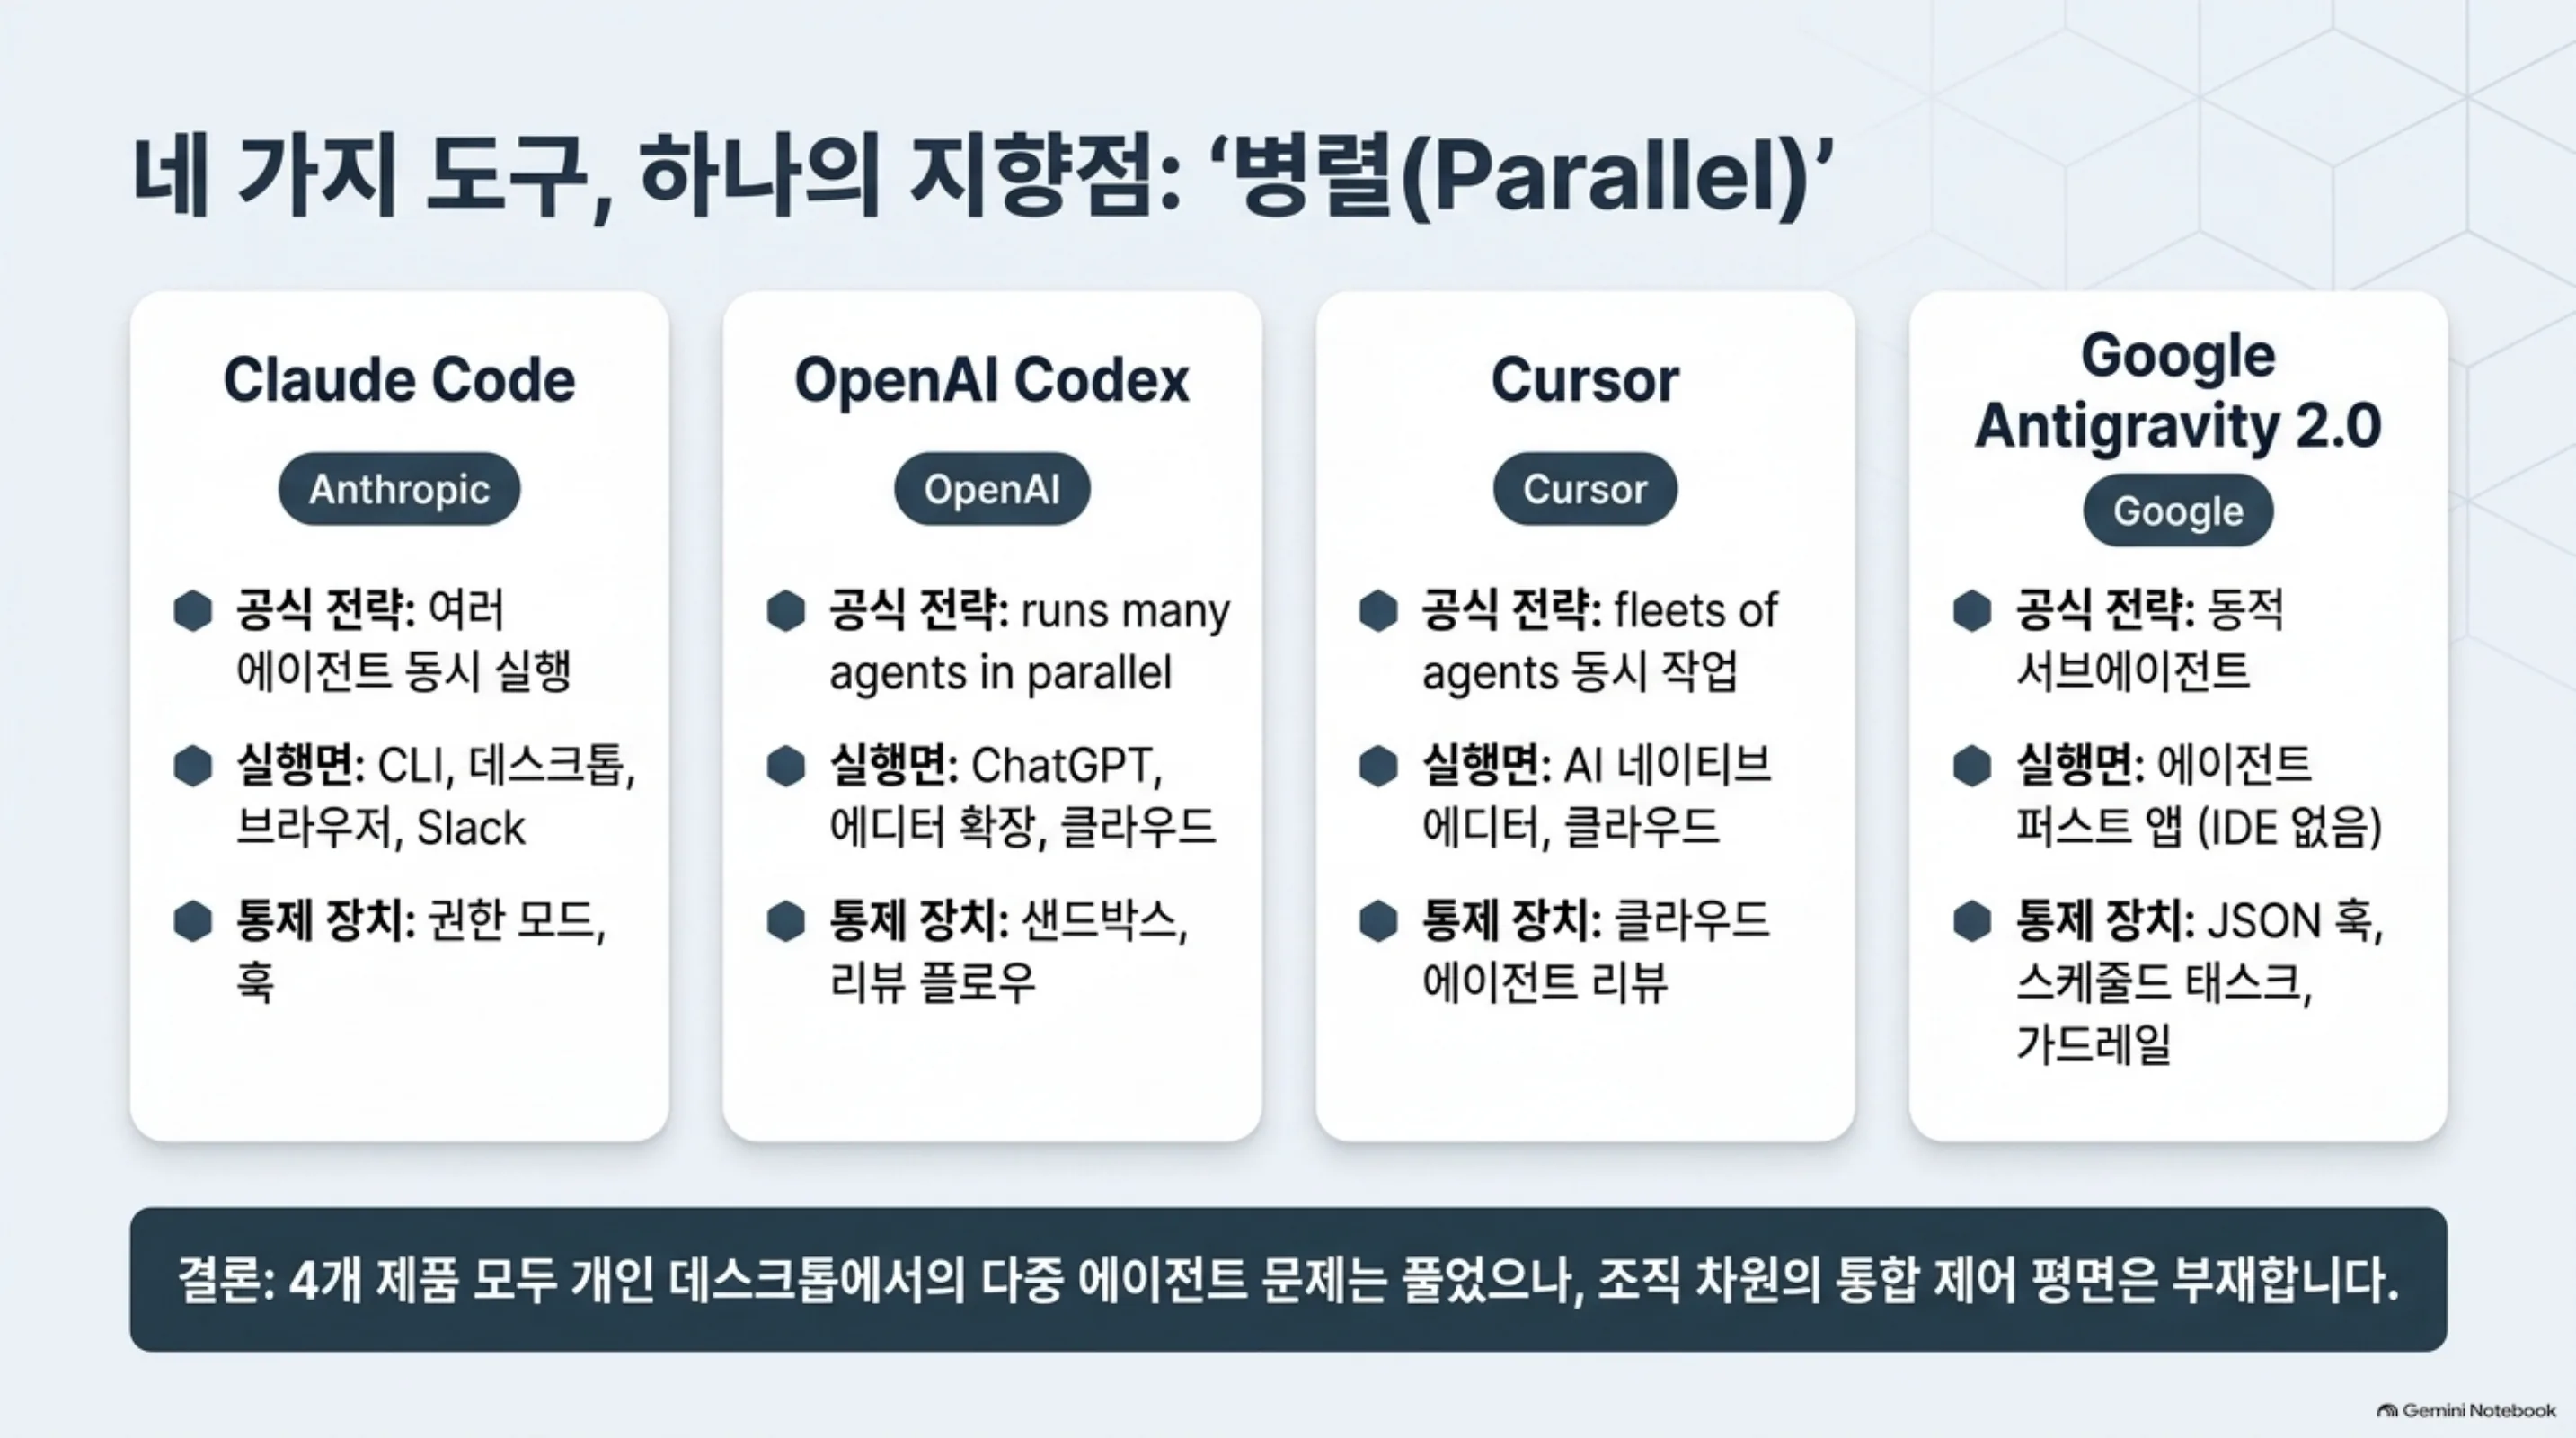 네 가지 도구, 하나의 지향점: ‘병렬(Parallel)’
Claude Code
Anthropic
공식 전략: 여러
에이전트 동시 실행
실행면: CLI, 데스크톱,
브라우저, Slack
통제 장치: 권한 모드,
훅
OpenAI Codex
OpenAI
공식 전략: runs many
agents in parallel
실행면: ChatGPT,
에디터 확장, 클라우드
통제 장치: 샌드박스,
리뷰 플로우
Cursor
Cursor
공식 전략: fleets of
agents 동시 작업
실행면: AI 네이티브
에디터, 클라우드
통제 장치: 클라우드
에이전트 리뷰
Google
Antigravity 2.0
Google
공식 전략: 동적
서브에이전트
실행면: 에이전트
퍼스트 앱 (IDE 없음)
통제 장치: JSON 훅,
스케줄드 태스크,
가드레일
결론: 4개 제품 모두 개인 데스크톱에서의 다중 에이전트 문제는 풀었으나, 조직 차원의 통합 제어 평면은 부재합니다.
Gemini Notebook